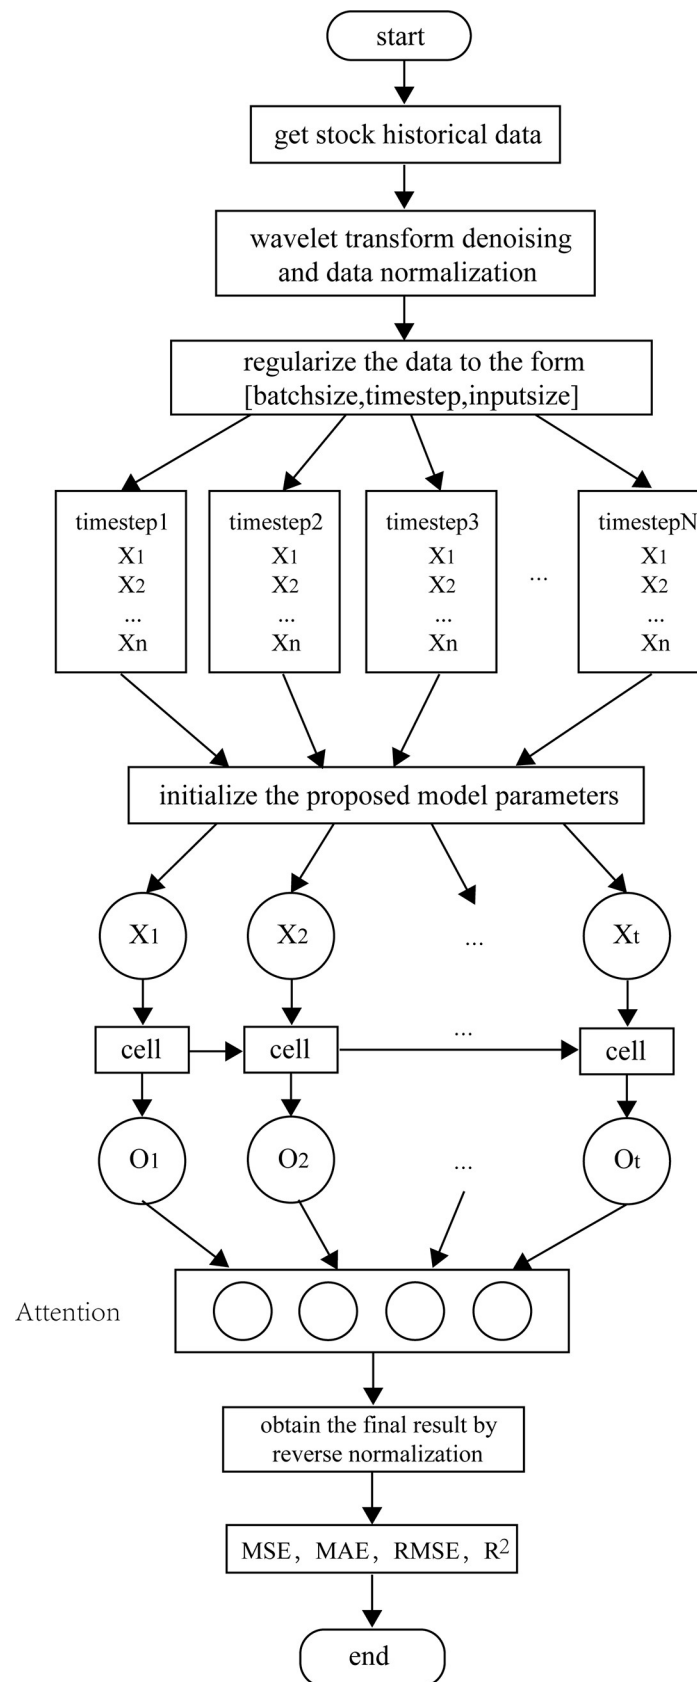 start
get stock historical data
wavelet transform denoising
and data normalization
regularize the data to the form
[batchsize,timestep,inputsize]
timestep1
X1
X2
...
Xn
timestep2
X1
X2
...
Xn
timestep3
X1
X2
...
Xn
...
timestepN
X1
X2
...
Xn
initialize the proposed model parameters
X1
X2
...
Xt
cell
cell
...
cell
O1
O2
...
Ot
Attention
obtain the final result by
reverse normalization
MSE, MAE, RMSE, R²
end